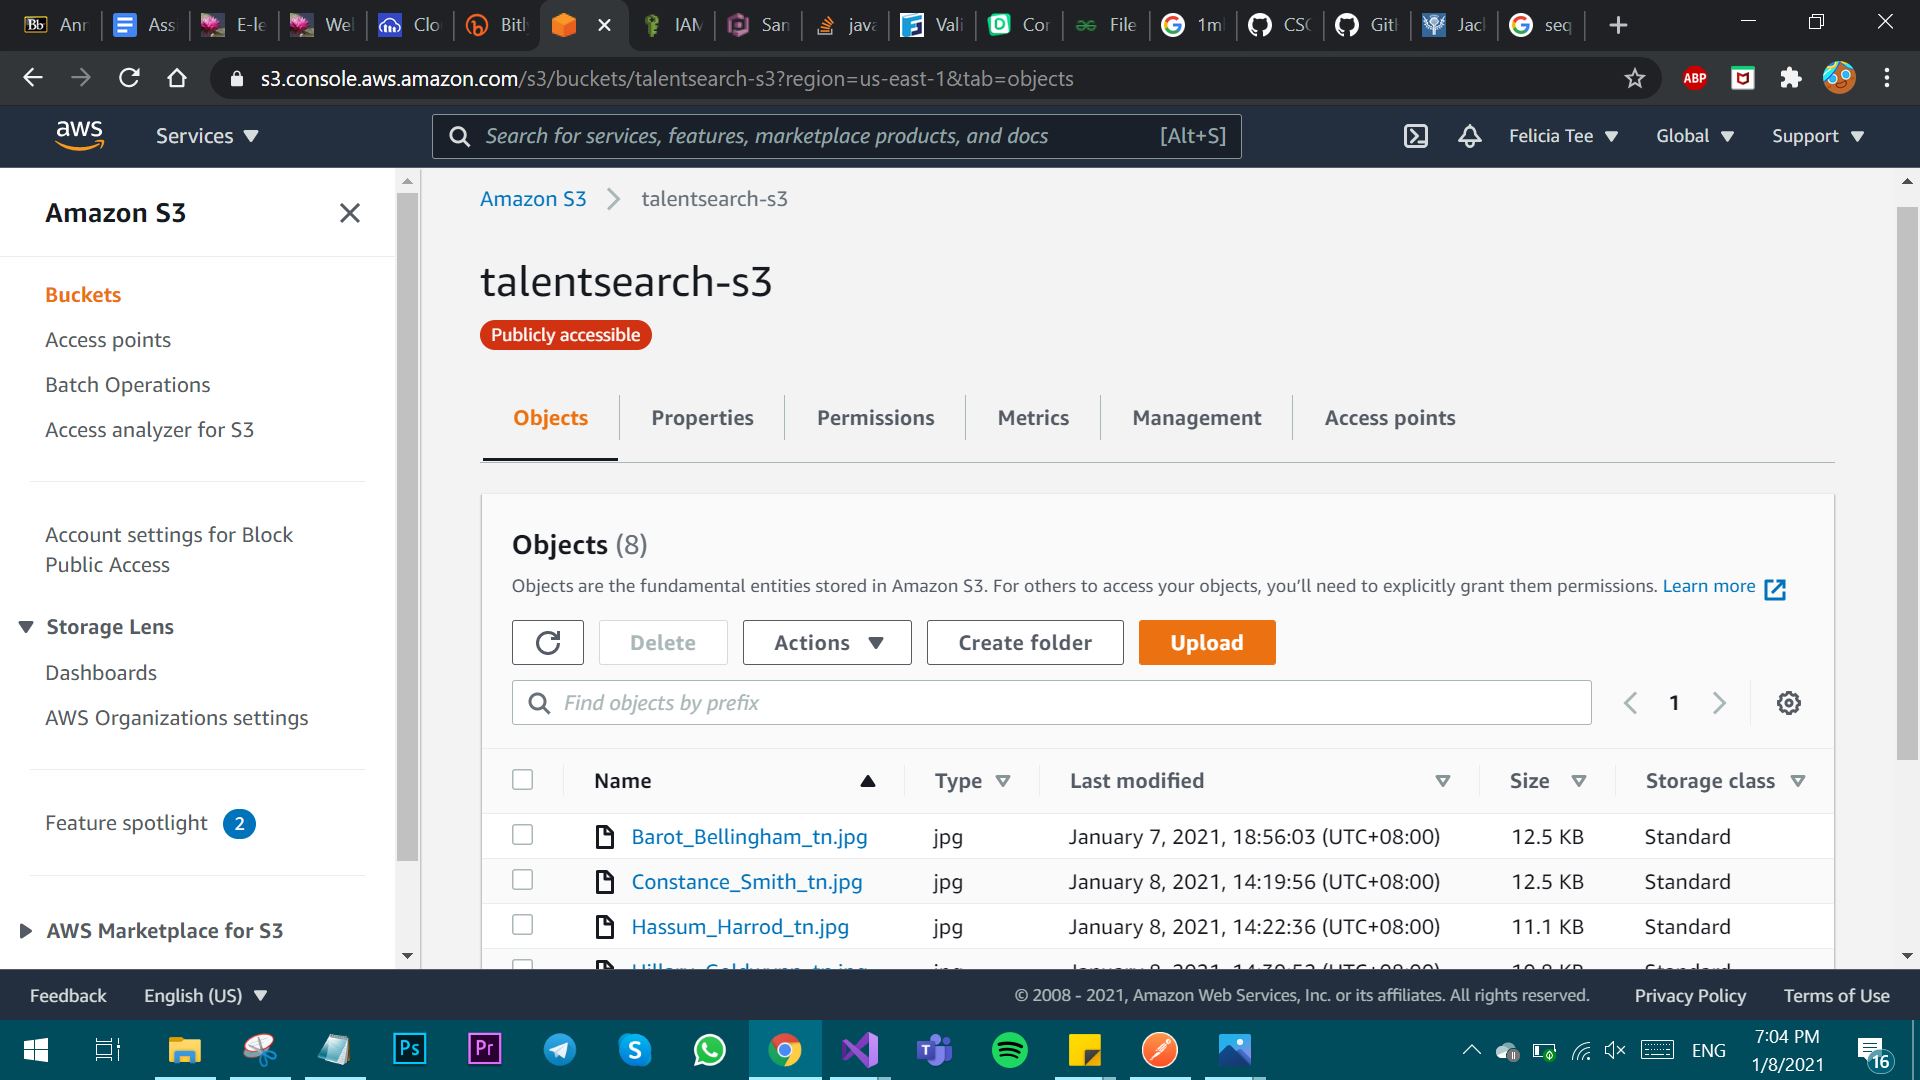 Bb Ann
Assi
E-le
Wel
Clo
Bitl
IAM
San
java
Vali
Cor
File
1ml
CSC
Git
Jacl
seq
s3.console.aws.amazon.com/s3/buckets/talentsearch-s3?region=us-east-1&tab=objects
ABP
aws
Services
Search for services, features, marketplace products, and docs
[Alt+S]
Felicia Tee
Global
Support
Amazon S3
Buckets
Access points
Batch Operations
Access analyzer for S3
Account settings for Block
Public Access
Storage Lens
Dashboards
AWS Organizations settings
Feature spotlight 2
AWS Marketplace for S3
Amazon S3 talentsearch-s3
talentsearch-s3
Publicly accessible
Objects Properties Permissions Metrics Management Access points
Objects (8)
Objects are the fundamental entities stored in Amazon S3. For others to access your objects, you’ll need to explicitly grant them permissions. Learn more
Delete Actions Create folder Upload
Find objects by prefix
1
Name Type Last modified Size Storage class
Barot_Bellingham_tn.jpg jpg January 7, 2021, 18:56:03 (UTC+08:00) 12.5 KB Standard
Constance_Smith_tn.jpg jpg January 8, 2021, 14:19:56 (UTC+08:00) 12.5 KB Standard
Hassum_Harrod_tn.jpg jpg January 8, 2021, 14:22:36 (UTC+08:00) 11.1 KB Standard
Feedback English (US)
© 2008 - 2021, Amazon Web Services, Inc. or its affiliates. All rights reserved. Privacy Policy Terms of Use
Ps
Pr
ENG
7:04 PM
1/8/2021
16